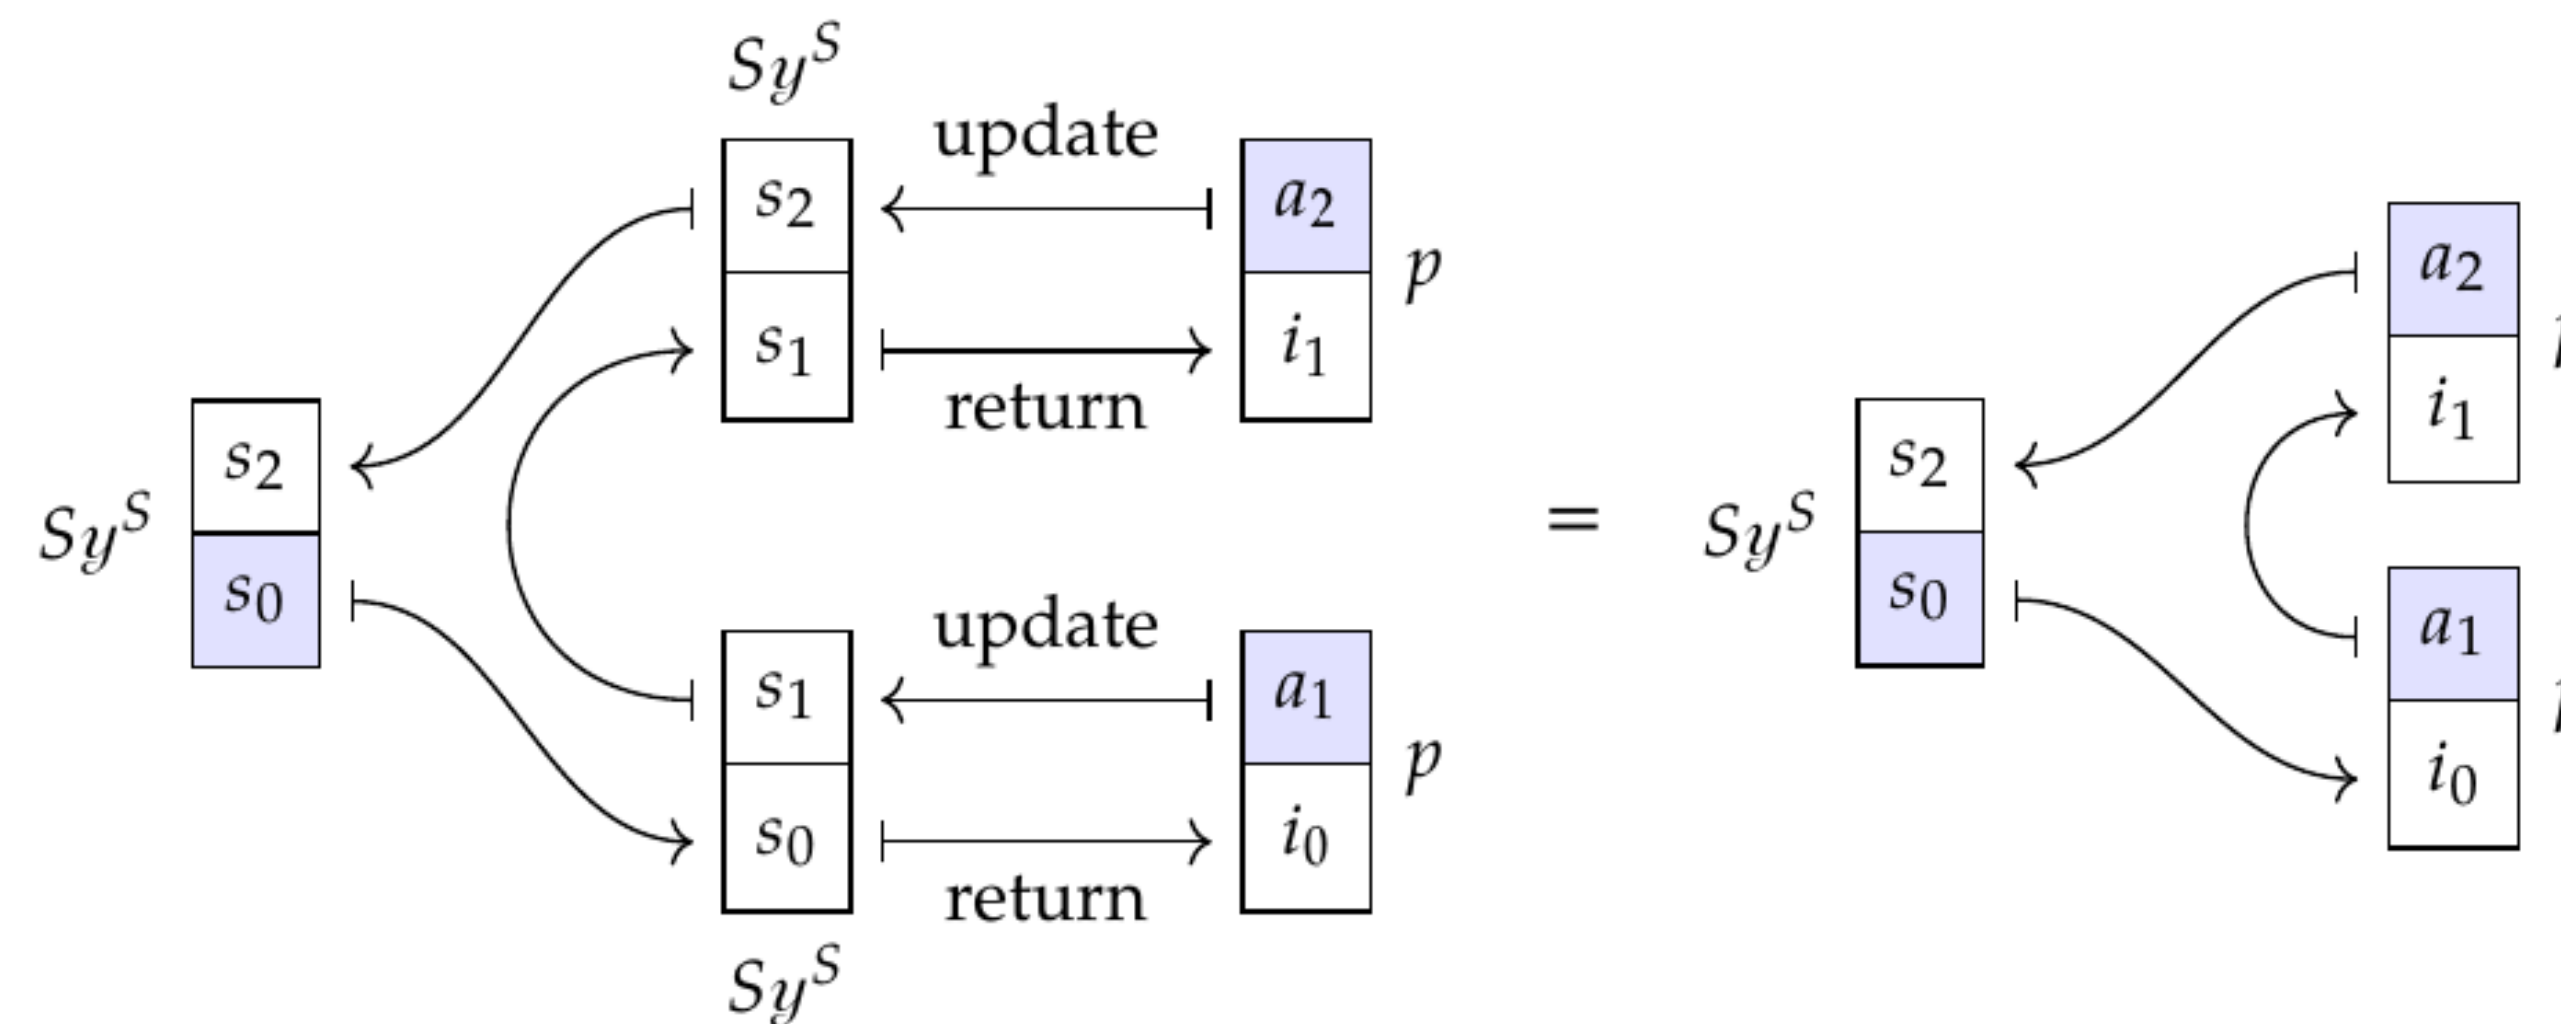 Sy^S
update
s_2
a_2
p
s_1
i_1
return
s_2
Sy^S
s_0
update
s_1
a_1
p
s_0
i_0
return
Sy^S
=
a_2
i_1
s_2
Sy^S
s_0
a_1
i_0